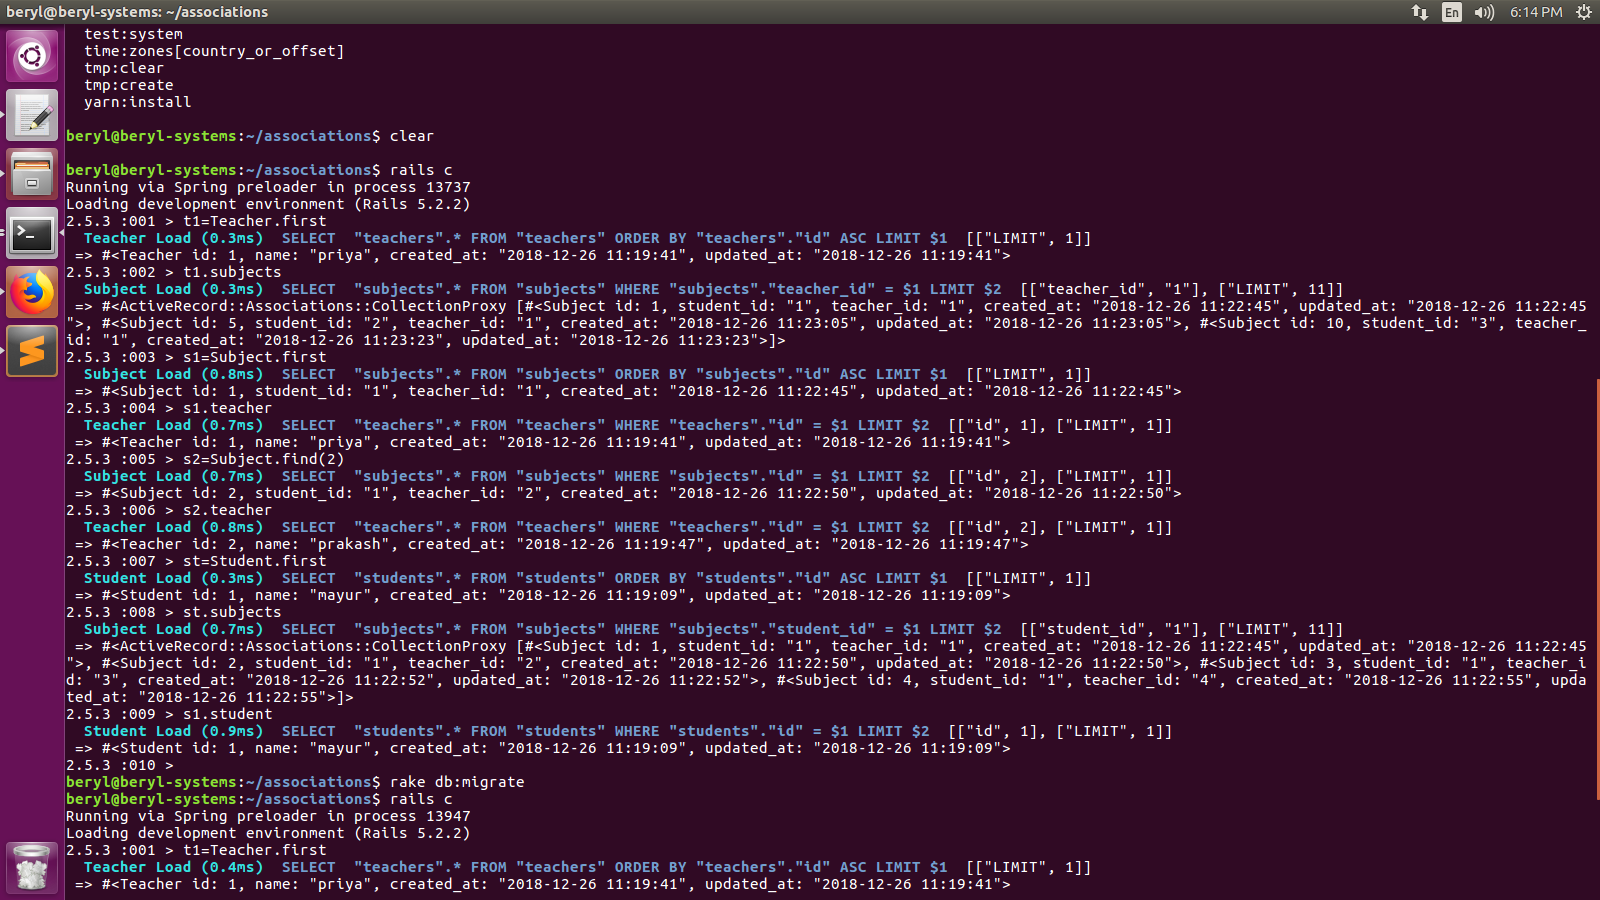 beryl@beryl-systems: ~/associations
En
6:14 PM
test:system
time:zones[country_or_offset]
tmp:clear
tmp:create
yarn:install
beryl@beryl-systems:~/associations$ clear
beryl@beryl-systems:~/associations$ rails c
Running via Spring preloader in process 13737
Loading development environment (Rails 5.2.2)
2.5.3 :001 > t1=Teacher.first
Teacher Load (0.3ms)  SELECT  "teachers".* FROM "teachers" ORDER BY "teachers"."id" ASC LIMIT $1  [["LIMIT", 1]]
=> #<Teacher id: 1, name: "priya", created_at: "2018-12-26 11:19:41", updated_at: "2018-12-26 11:19:41">
2.5.3 :002 > t1.subjects
Subject Load (0.3ms)  SELECT  "subjects".* FROM "subjects" WHERE "subjects"."teacher_id" = $1 LIMIT $2  [["teacher_id", "1"], ["LIMIT", 11]]
=> #<ActiveRecord::Associations::CollectionProxy [#<Subject id: 1, student_id: "1", teacher_id: "1", created_at: "2018-12-26 11:22:45", updated_at: "2018-12-26 11:22:45
">, #<Subject id: 5, student_id: "2", teacher_id: "1", created_at: "2018-12-26 11:23:05", updated_at: "2018-12-26 11:23:05">, #<Subject id: 10, student_id: "3", teacher_
id: "1", created_at: "2018-12-26 11:23:23", updated_at: "2018-12-26 11:23:23">]>
2.5.3 :003 > s1=Subject.first
Subject Load (0.8ms)  SELECT  "subjects".* FROM "subjects" ORDER BY "subjects"."id" ASC LIMIT $1  [["LIMIT", 1]]
=> #<Subject id: 1, student_id: "1", teacher_id: "1", created_at: "2018-12-26 11:22:45", updated_at: "2018-12-26 11:22:45">
2.5.3 :004 > s1.teacher
Teacher Load (0.7ms)  SELECT  "teachers".* FROM "teachers" WHERE "teachers"."id" = $1 LIMIT $2  [["id", 1], ["LIMIT", 1]]
=> #<Teacher id: 1, name: "priya", created_at: "2018-12-26 11:19:41", updated_at: "2018-12-26 11:19:41">
2.5.3 :005 > s2=Subject.find(2)
Subject Load (0.7ms)  SELECT  "subjects".* FROM "subjects" WHERE "subjects"."id" = $1 LIMIT $2  [["id", 2], ["LIMIT", 1]]
=> #<Subject id: 2, student_id: "1", teacher_id: "2", created_at: "2018-12-26 11:22:50", updated_at: "2018-12-26 11:22:50">
2.5.3 :006 > s2.teacher
Teacher Load (0.8ms)  SELECT  "teachers".* FROM "teachers" WHERE "teachers"."id" = $1 LIMIT $2  [["id", 2], ["LIMIT", 1]]
=> #<Teacher id: 2, name: "prakash", created_at: "2018-12-26 11:19:47", updated_at: "2018-12-26 11:19:47">
2.5.3 :007 > st=Student.first
Student Load (0.3ms)  SELECT  "students".* FROM "students" ORDER BY "students"."id" ASC LIMIT $1  [["LIMIT", 1]]
=> #<Student id: 1, name: "mayur", created_at: "2018-12-26 11:19:09", updated_at: "2018-12-26 11:19:09">
2.5.3 :008 > st.subjects
Subject Load (0.7ms)  SELECT  "subjects".* FROM "subjects" WHERE "subjects"."student_id" = $1 LIMIT $2  [["student_id", "1"], ["LIMIT", 11]]
=> #<ActiveRecord::Associations::CollectionProxy [#<Subject id: 1, student_id: "1", teacher_id: "1", created_at: "2018-12-26 11:22:45", updated_at: "2018-12-26 11:22:45
">, #<Subject id: 2, student_id: "1", teacher_id: "2", created_at: "2018-12-26 11:22:50", updated_at: "2018-12-26 11:22:50">, #<Subject id: 3, student_id: "1", teacher_i
d: "3", created_at: "2018-12-26 11:22:52", updated_at: "2018-12-26 11:22:52">, #<Subject id: 4, student_id: "1", teacher_id: "4", created_at: "2018-12-26 11:22:55", upda
ted_at: "2018-12-26 11:22:55">]>
2.5.3 :009 > s1.student
Student Load (0.9ms)  SELECT  "students".* FROM "students" WHERE "students"."id" = $1 LIMIT $2  [["id", 1], ["LIMIT", 1]]
=> #<Student id: 1, name: "mayur", created_at: "2018-12-26 11:19:09", updated_at: "2018-12-26 11:19:09">
2.5.3 :010 >
beryl@beryl-systems:~/associations$ rake db:migrate
beryl@beryl-systems:~/associations$ rails c
Running via Spring preloader in process 13947
Loading development environment (Rails 5.2.2)
2.5.3 :001 > t1=Teacher.first
Teacher Load (0.4ms)  SELECT  "teachers".* FROM "teachers" ORDER BY "teachers"."id" ASC LIMIT $1  [["LIMIT", 1]]
=> #<Teacher id: 1, name: "priya", created_at: "2018-12-26 11:19:41", updated_at: "2018-12-26 11:19:41">